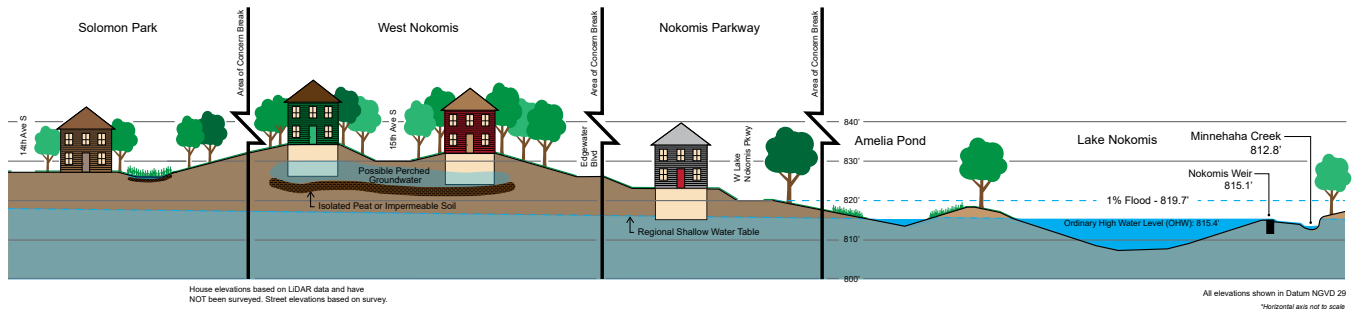 Solomon Park
West Nokomis
Nokomis Parkway
Area of Concern Break
Area of Concern Break
Area of Concern Break
14th Ave S
15th Ave S
Edgewater
Blvd
W Lake
Nokomis Pkwy
840'
830'
820'
810'
800'
Amelia Pond
Lake Nokomis
Minnehaha Creek
812.8'
Nokomis Weir
815.1'
1% Flood - 819.7'
Ordinary High Water Level (OHW): 815.4'
Possible Perched
Groundwater
Isolated Peat or Impermeable Soil
Regional Shallow Water Table
House elevations based on LiDAR data and have
NOT been surveyed. Street elevations based on survey.
All elevations shown in Datum NGVD 29
*Horizontal axis not to scale